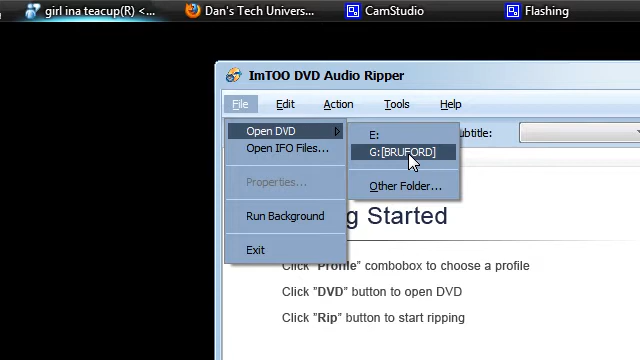 girl ina teacup(R) <...
Dan's Tech Univers...
CamStudio
Flashing
ImTOO DVD Audio Ripper
File Edit Action Tools Help
Open DVD
E:
Open IFO Files...
G:[BRUFORD]
ubtitle:
Properties...
Other Folder...
Run Background
g Started
Exit
Click "Profile" combobox to choose a profile
Click "DVD" button to open DVD
Click "Rip" button to start ripping